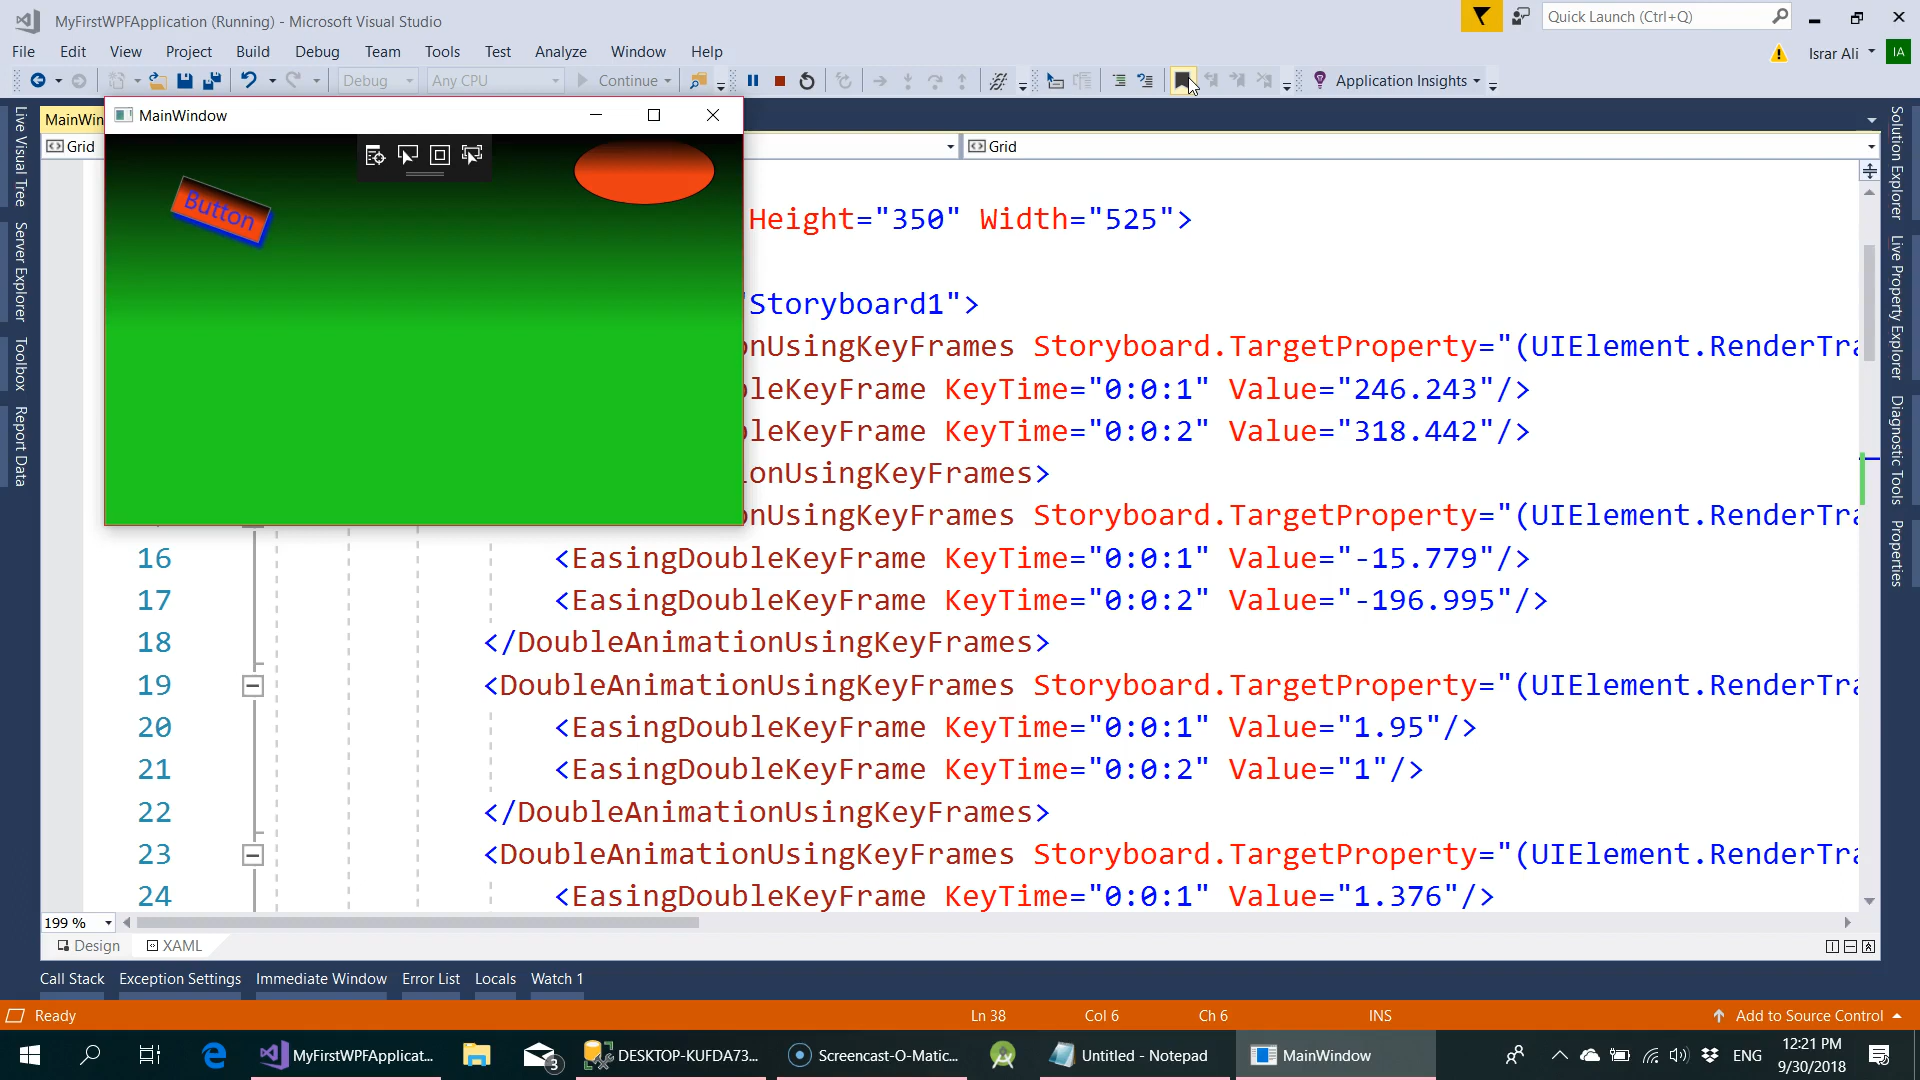 MyFirstWPFApplication (Running) - Microsoft Visual Studio
Quick Launch (Ctrl+Q)
File Edit View Project Build Debug Team Tools Test Analyze Window Help
Israr Ali IA
Debug Any CPU Continue Application Insights
MainWin
MainWindow
Grid
Grid
Button
Height="350" Width="525">
"Storyboard1">
nUsingKeyFrames Storyboard.TargetProperty="(UIElement.RenderTra
leKeyFrame KeyTime="0:0:1" Value="246.243"/>
leKeyFrame KeyTime="0:0:2" Value="318.442"/>
onUsingKeyFrames>
nUsingKeyFrames Storyboard.TargetProperty="(UIElement.RenderTra
16 <EasingDoubleKeyFrame KeyTime="0:0:1" Value="-15.779"/>
17 <EasingDoubleKeyFrame KeyTime="0:0:2" Value="-196.995"/>
18 </DoubleAnimationUsingKeyFrames>
19 <DoubleAnimationUsingKeyFrames Storyboard.TargetProperty="(UIElement.RenderTra
20 <EasingDoubleKeyFrame KeyTime="0:0:1" Value="1.95"/>
21 <EasingDoubleKeyFrame KeyTime="0:0:2" Value="1"/>
22 </DoubleAnimationUsingKeyFrames>
23 <DoubleAnimationUsingKeyFrames Storyboard.TargetProperty="(UIElement.RenderTra
24 <EasingDoubleKeyFrame KeyTime="0:0:1" Value="1.376"/>
Live Visual Tree
Server Explorer
Toolbox
Report Data
Solution Explorer
Live Property Explorer
Diagnostic Tools
Properties
199 %
Design XAML
Call Stack Exception Settings Immediate Window Error List Locals Watch 1
Ready Ln 38 Col 6 Ch 6 INS Add to Source Control
MyFirstWPFApplicat... 3 DESKTOP-KUFDA73... Screencast-O-Matic... Untitled - Notepad MainWindow ENG
12:21 PM
9/30/2018